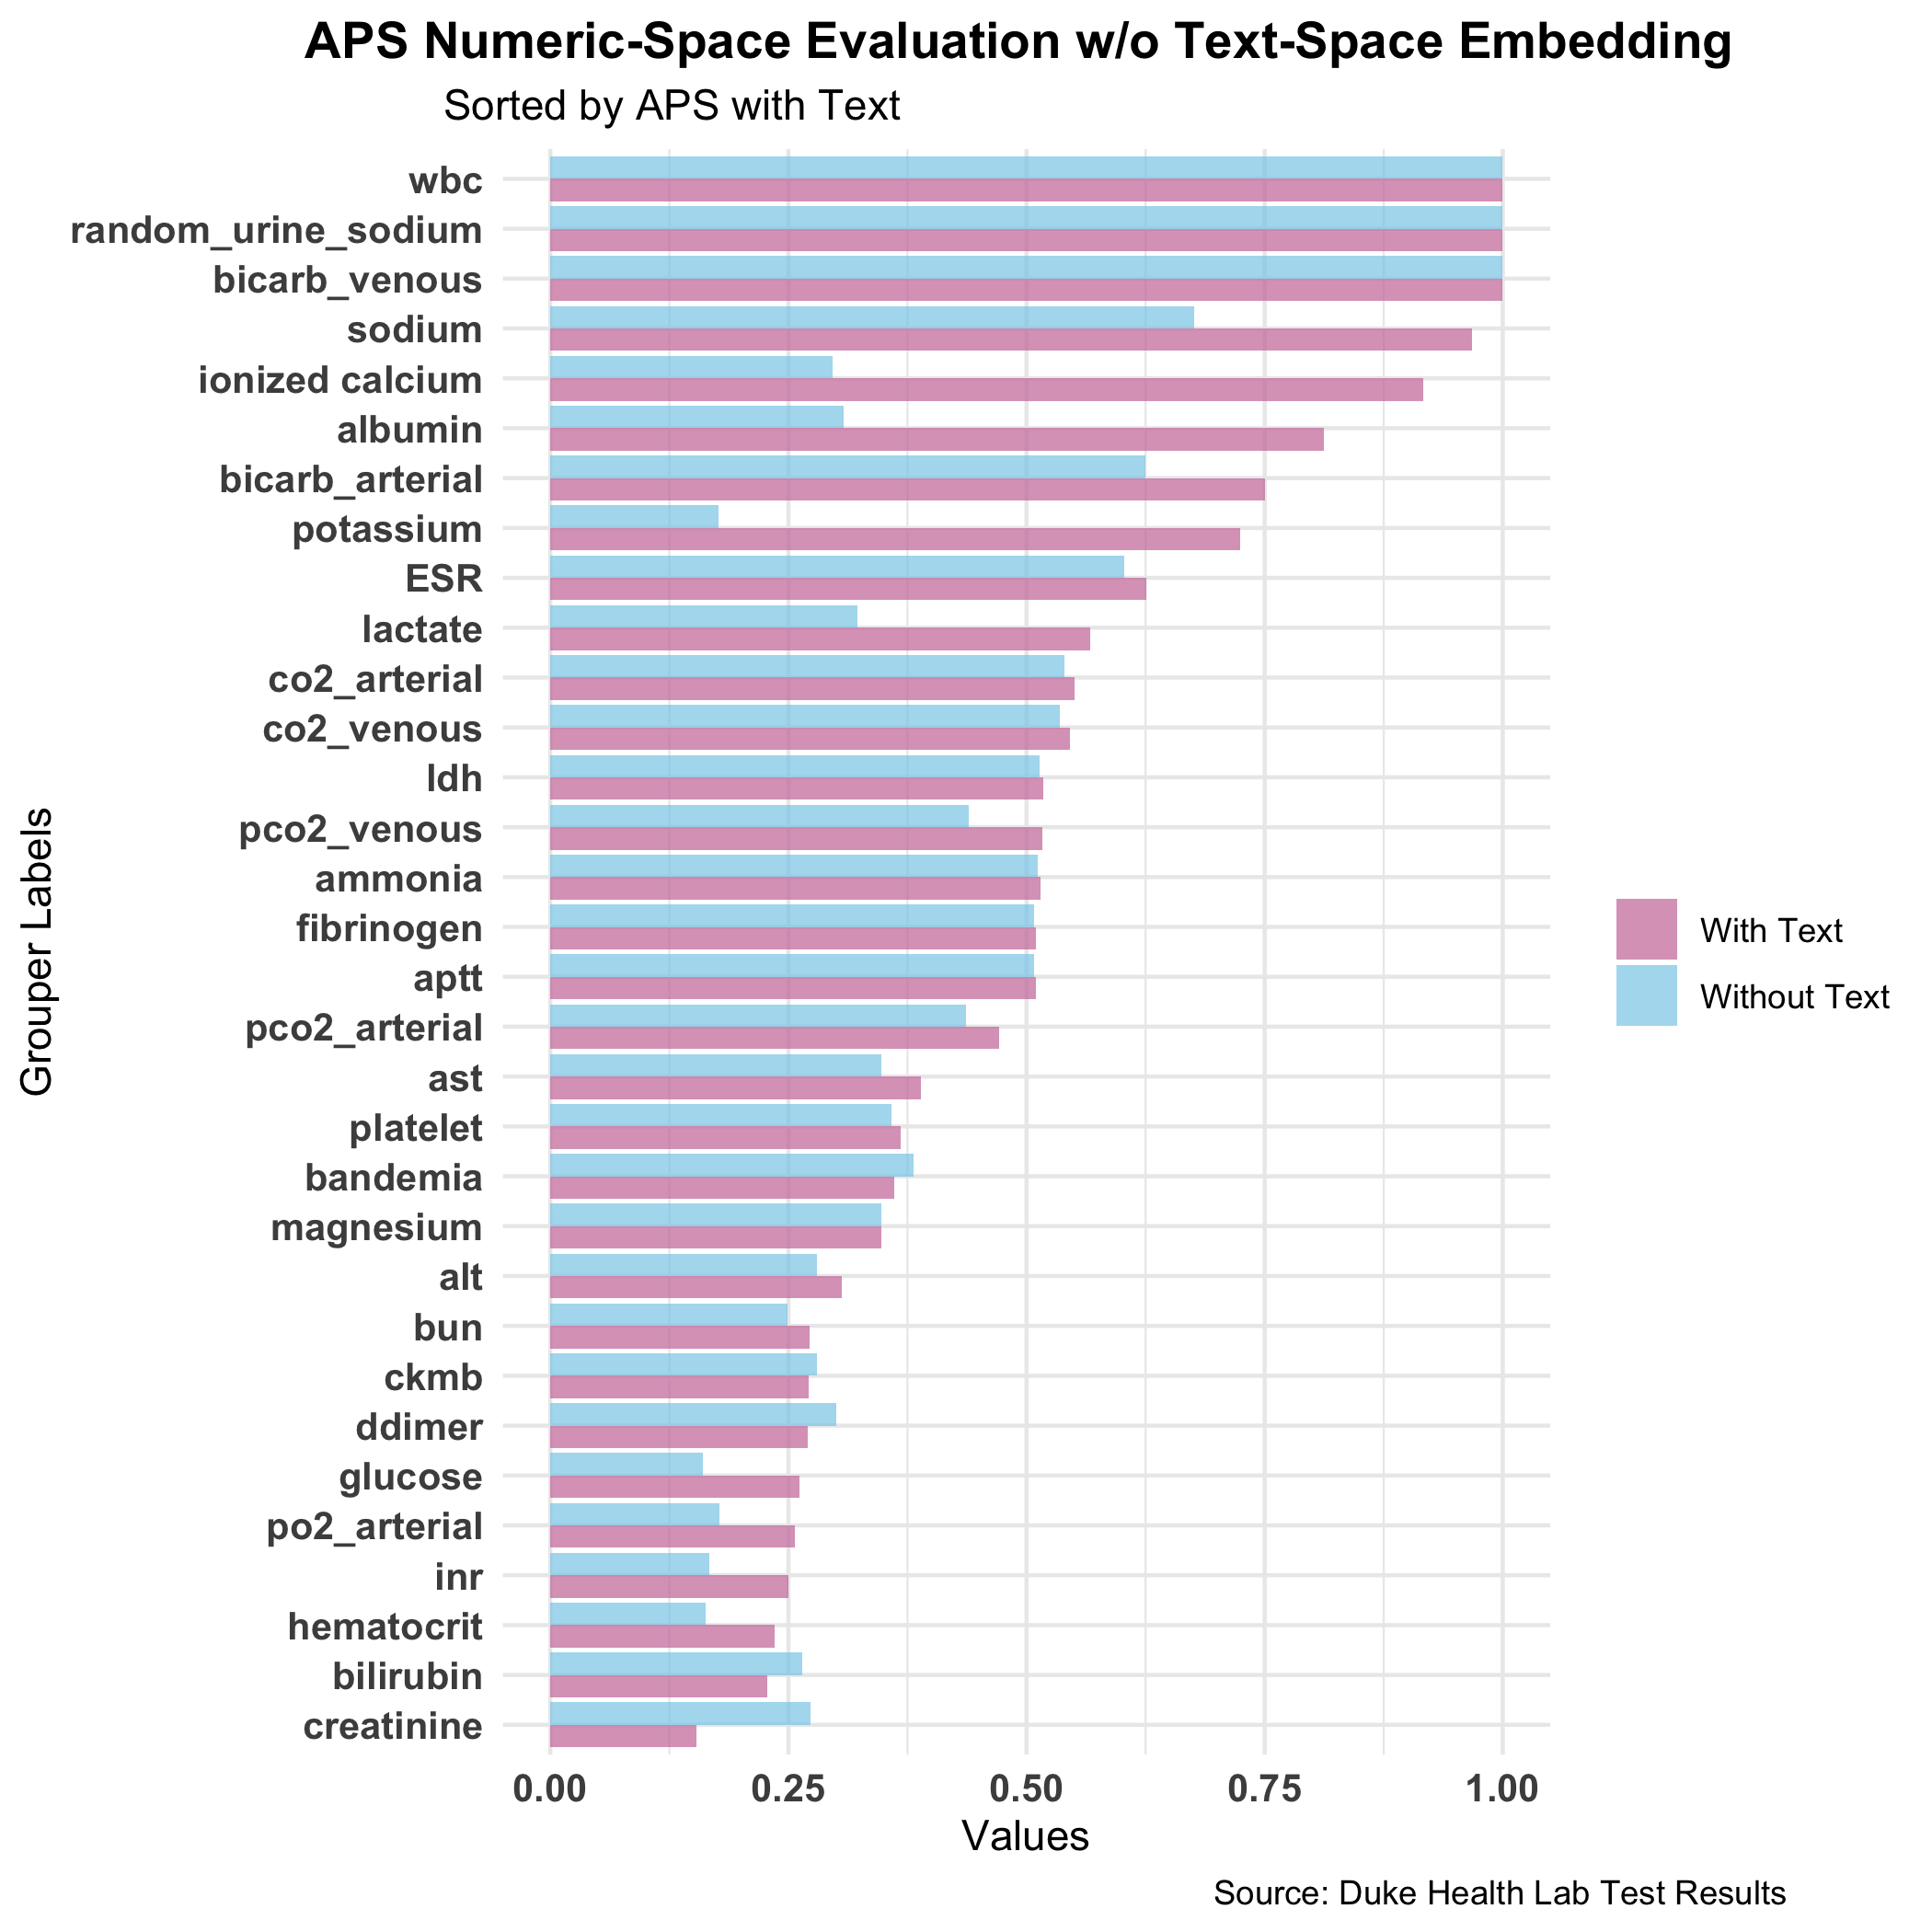 APS Numeric-Space Evaluation w/o Text-Space Embedding
Sorted by APS with Text
wbc
random_urine_sodium
bicarb_venous
sodium
ionized calcium
albumin
bicarb_arterial
potassium
ESR
lactate
co2_arterial
co2_venous
ldh
pco2_venous
ammonia
fibrinogen
aptt
pco2_arterial
ast
platelet
bandemia
magnesium
alt
bun
ckmb
ddimer
glucose
po2_arterial
inr
hematocrit
bilirubin
creatinine
Grouper Labels
0.00 0.25 0.50 0.75 1.00
Values
With Text
Without Text
Source: Duke Health Lab Test Results